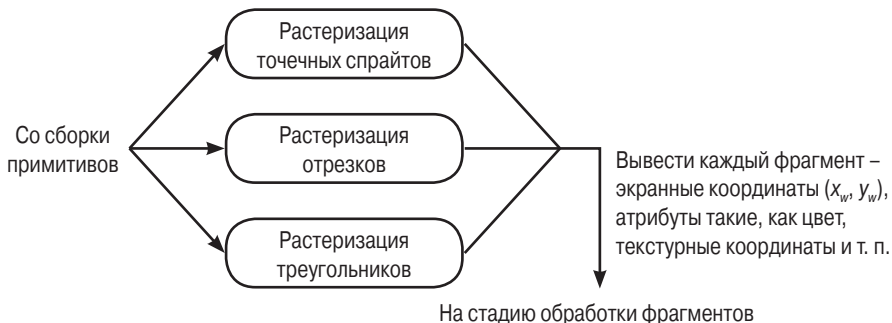 Растеризация
точечных спрайтов
Со сборки
примитивов
Растеризация
отрезков
Растеризация
треугольников
Вывести каждый фрагмент –
экранные координаты (xw, yw),
атрибуты такие, как цвет,
текстурные координаты и т. п.
На стадию обработки фрагментов